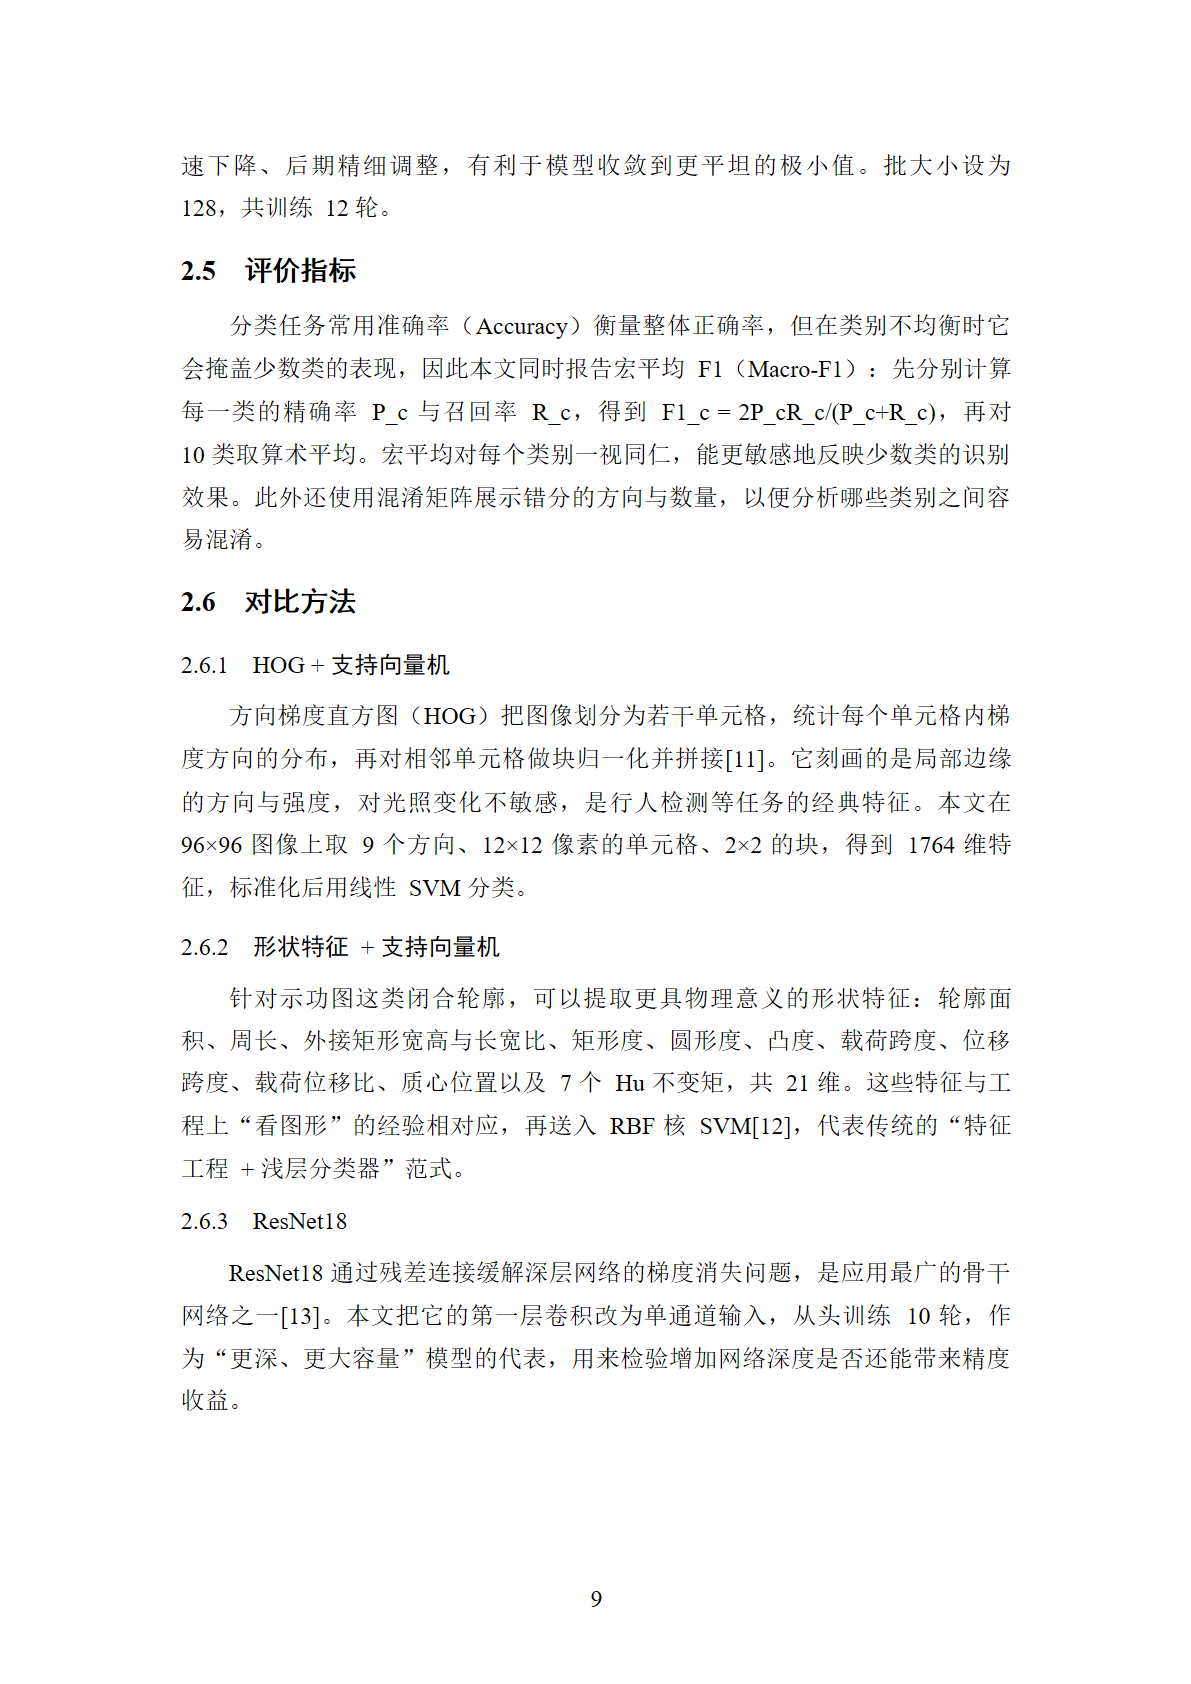 速下降、后期精细调整，有利于模型收敛到更平坦的极小值。批大小设为
128，共训练 12 轮。
2.5 评价指标
分类任务常用准确率（Accuracy）衡量整体正确率，但在类别不均衡时它
会掩盖少数类的表现，因此本文同时报告宏平均 F1（Macro-F1）：先分别计算
每一类的精确率 P_c 与召回率 R_c，得到 F1_c = 2P_cR_c/(P_c+R_c)，再对
10 类取算术平均。宏平均对每个类别一视同仁，能更敏感地反映少数类的识别
效果。此外还使用混淆矩阵展示错分的方向与数量，以便分析哪些类别之间容
易混淆。
2.6 对比方法
2.6.1 HOG + 支持向量机
方向梯度直方图（HOG）把图像划分为若干单元格，统计每个单元格内梯
度方向的分布，再对相邻单元格做块归一化并拼接[11]。它刻画的是局部边缘
的方向与强度，对光照变化不敏感，是行人检测等任务的经典特征。本文在
96×96 图像上取 9 个方向、12×12 像素的单元格、2×2 的块，得到 1764 维特
征，标准化后用线性 SVM 分类。
2.6.2 形状特征 + 支持向量机
针对示功图这类闭合轮廓，可以提取更具物理意义的形状特征：轮廓面
积、周长、外接矩形宽高与长宽比、矩形度、圆形度、凸度、载荷跨度、位移
跨度、载荷位移比、质心位置以及 7 个 Hu 不变矩，共 21 维。这些特征与工
程上“看图形”的经验相对应，再送入 RBF 核 SVM[12]，代表传统的“特征
工程 + 浅层分类器”范式。
2.6.3 ResNet18
ResNet18 通过残差连接缓解深层网络的梯度消失问题，是应用最广的骨干
网络之一[13]。本文把它的第一层卷积改为单通道输入，从头训练 10 轮，作
为“更深、更大容量”模型的代表，用来检验增加网络深度是否还能带来精度
收益。
9